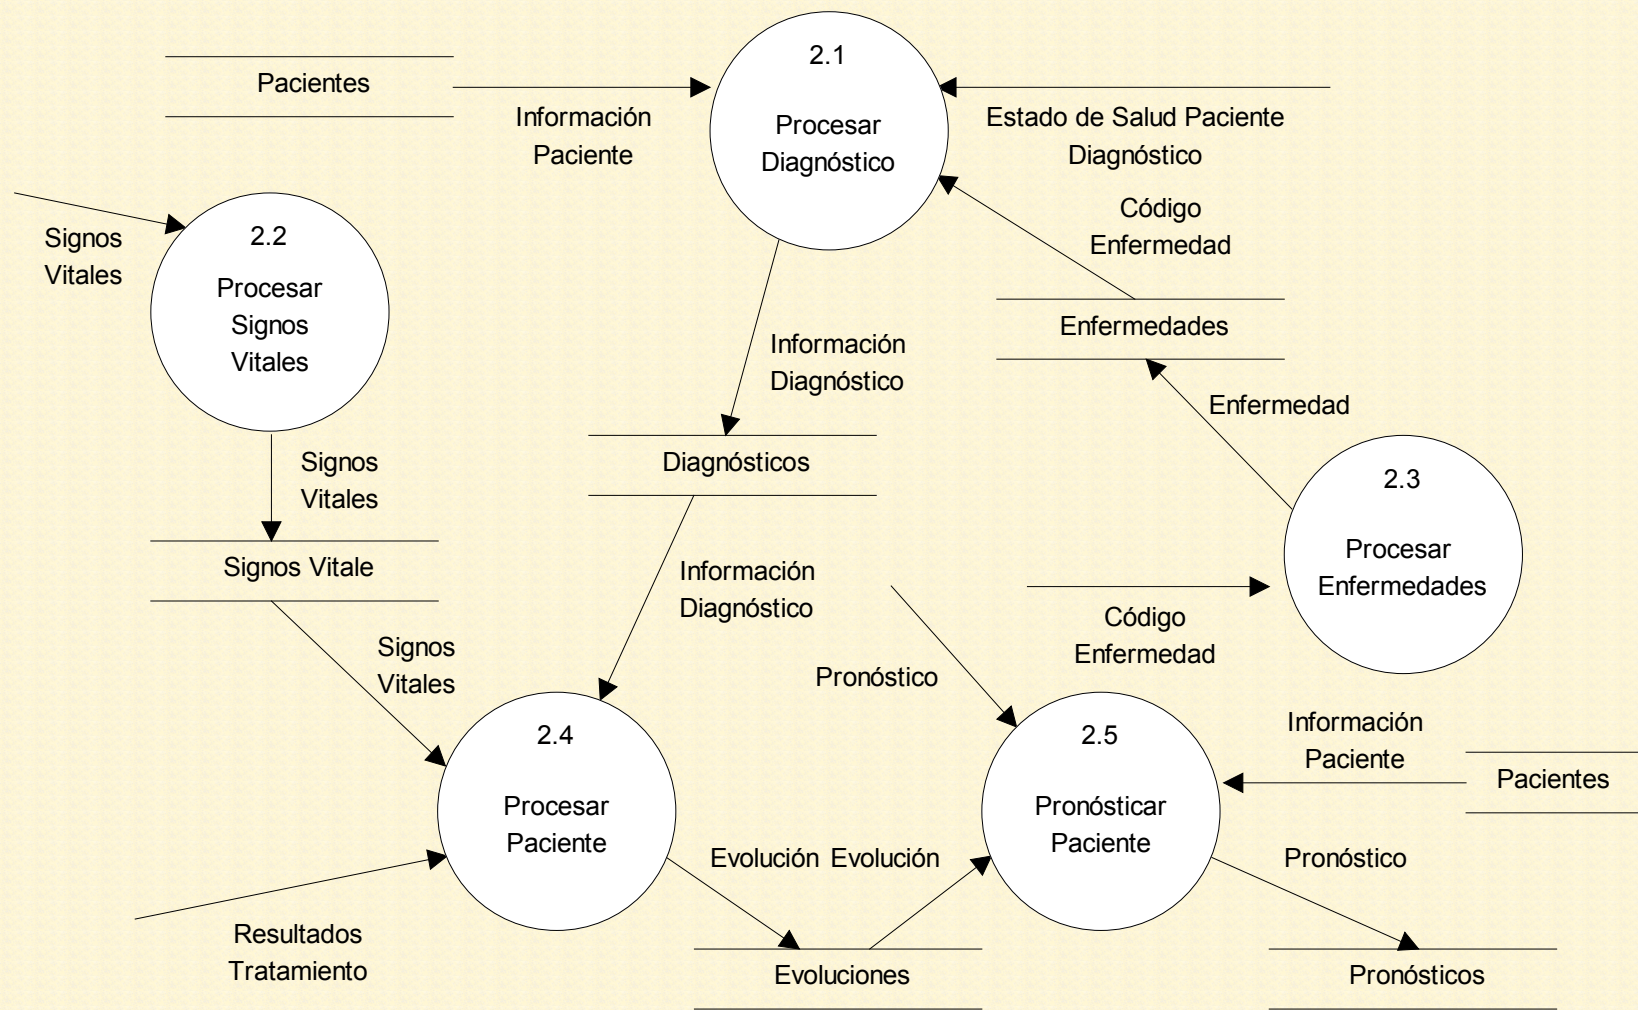 2.1
Procesar
Diagnóstico
Pacientes
Información
Paciente
Estado de Salud Paciente
Diagnóstico
Código
Enfermedad
Signos
Vitales
2.2
Procesar
Signos
Vitales
Enfermedades
Información
Diagnóstico
Enfermedad
Signos
Vitales
Diagnósticos
2.3
Procesar
Enfermedades
Signos Vitale
Información
Diagnóstico
Código
Enfermedad
Signos
Vitales
Pronóstico
2.4
Procesar
Paciente
2.5
Pronósticar
Paciente
Información
Paciente
Pacientes
Evolución
Evolución
Pronóstico
Resultados
Tratamiento
Evoluciones
Pronósticos